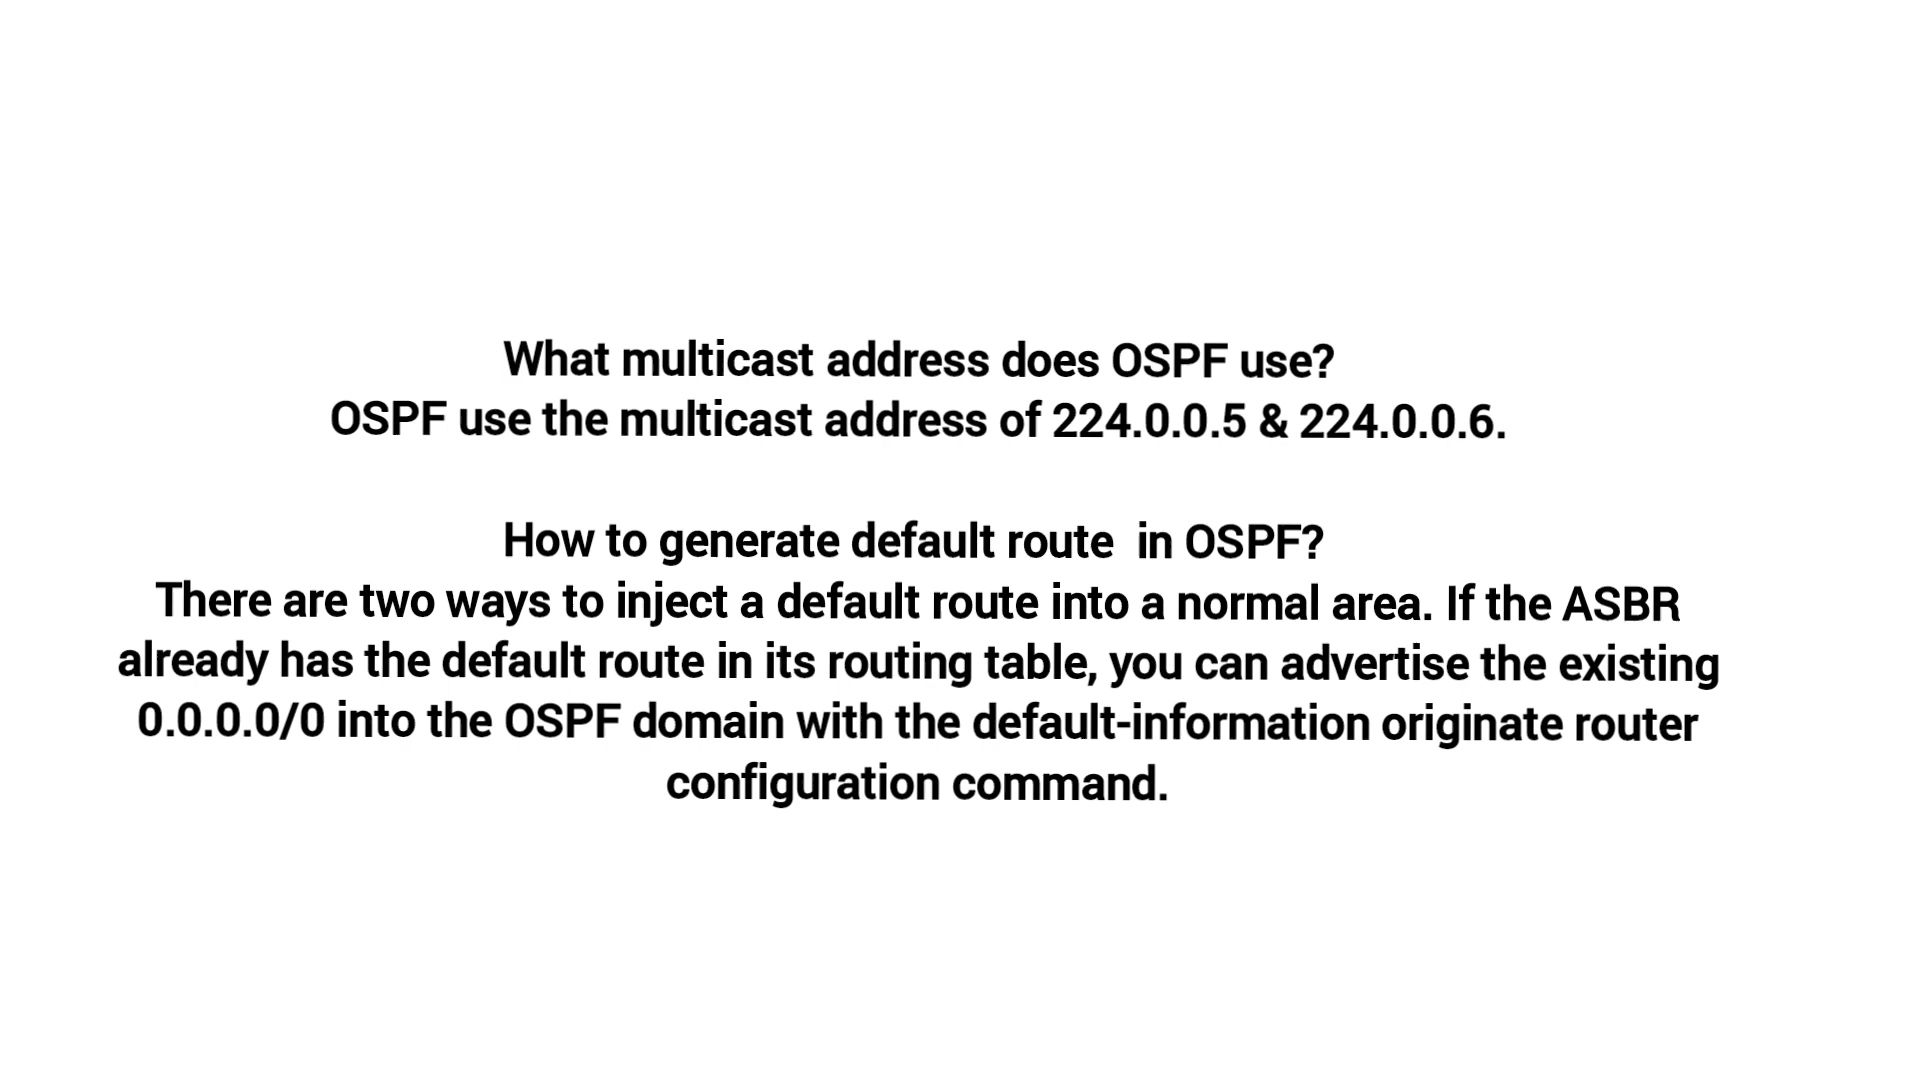 What multicast address does OSPF use?
OSPF use the multicast address of 224.0.0.5 & 224.0.0.6.
How to generate default route  in OSPF?
There are two ways to inject a default route into a normal area. If the ASBR
already has the default route in its routing table, you can advertise the existing
0.0.0.0/0 into the OSPF domain with the default-information originate router
configuration command.